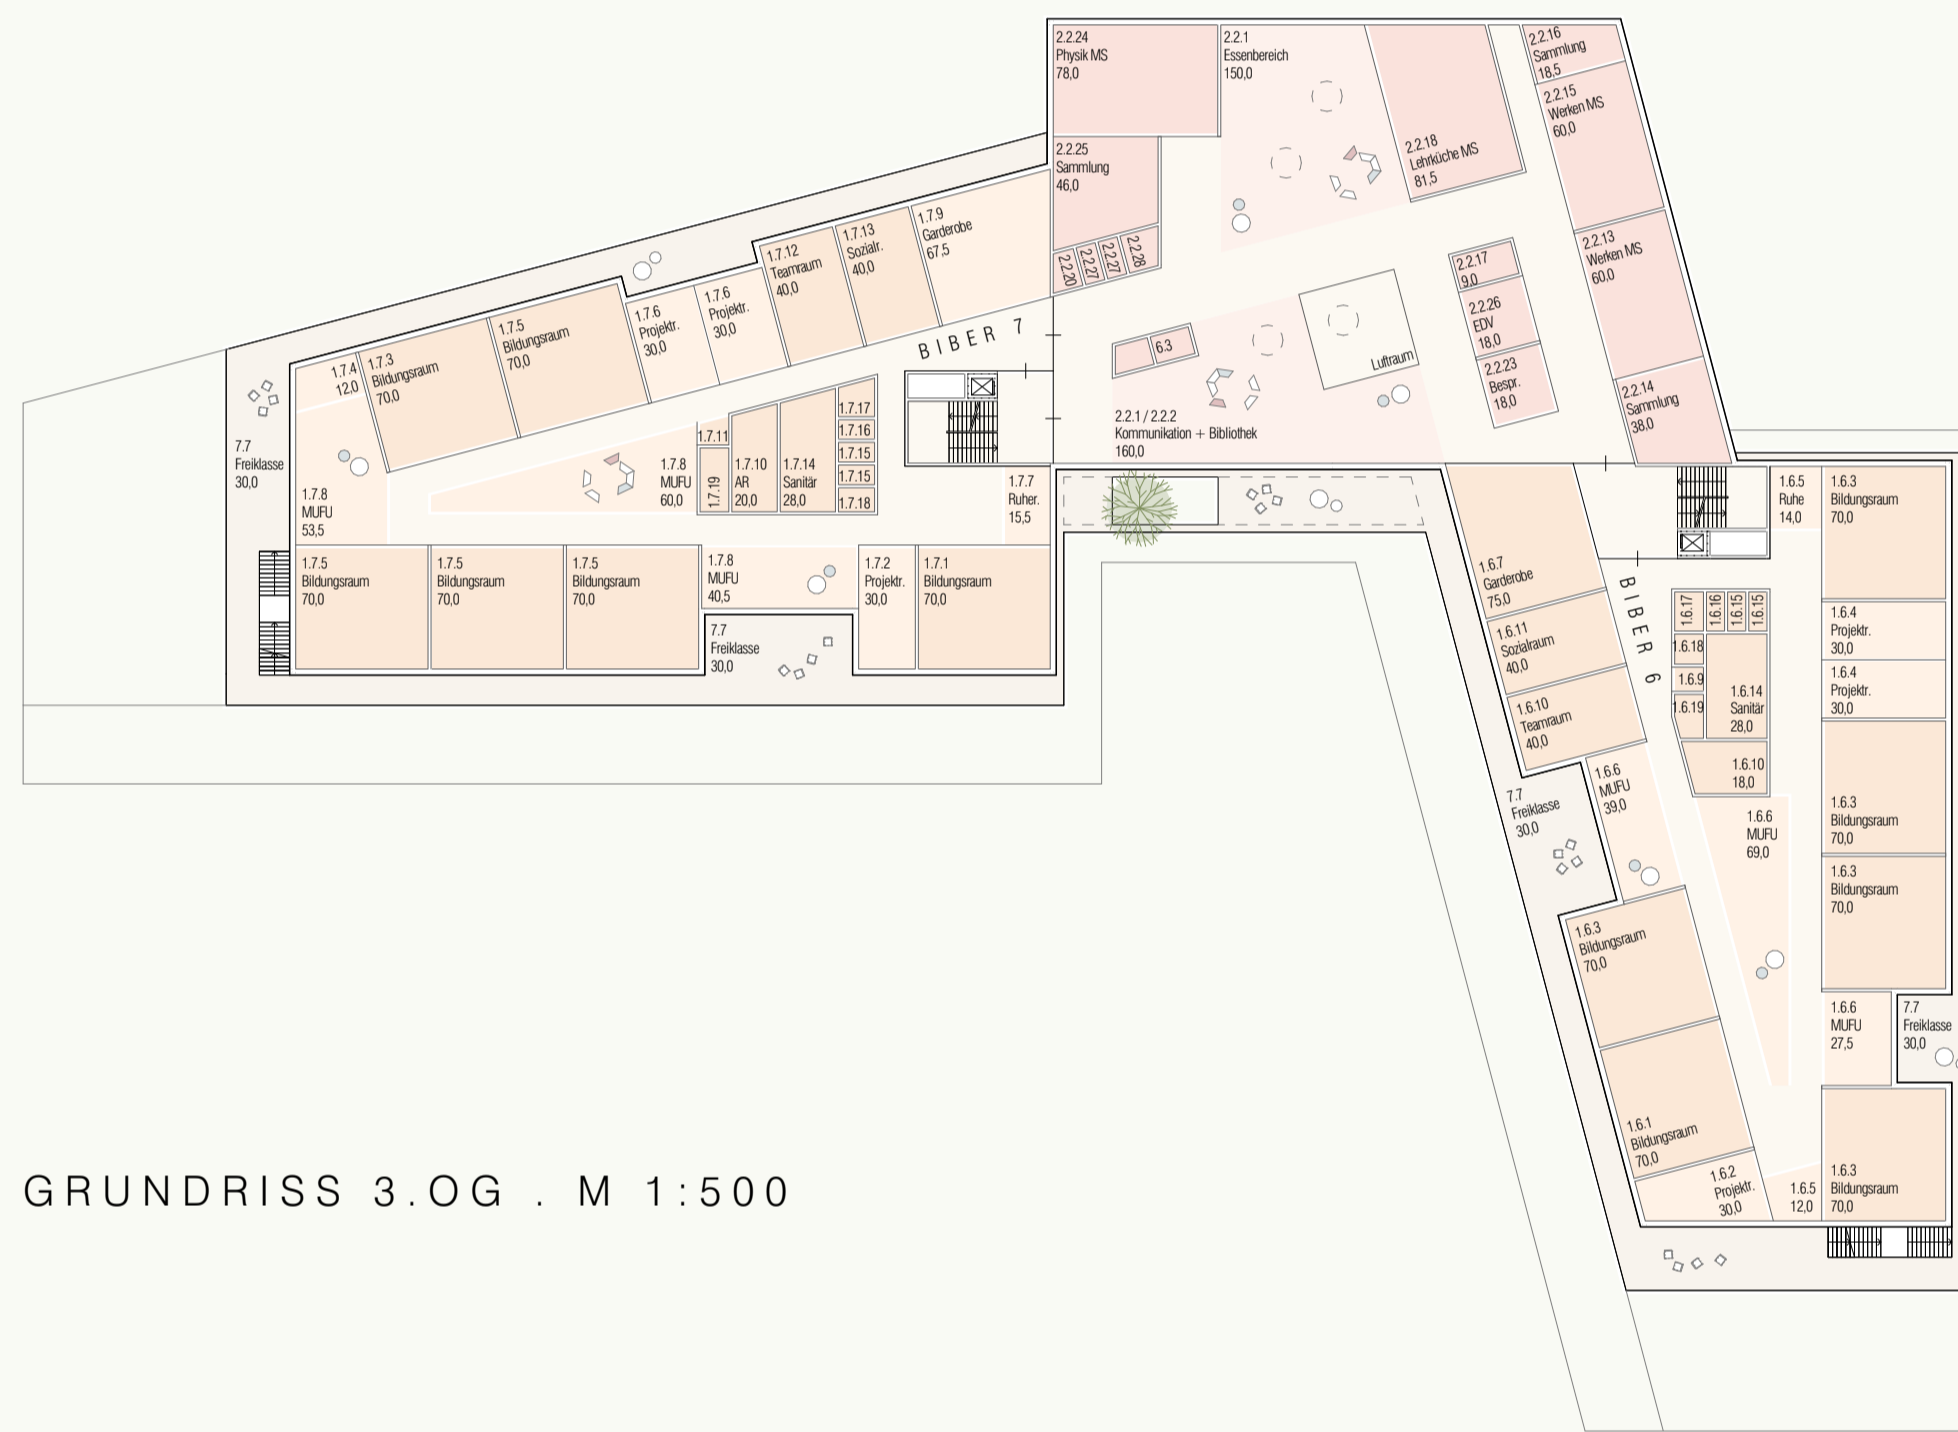 2.2.24
Physik MS
78,0
2.2.1
Essenbereich
150,0
2.2.18
Lehrküche MS
81,5
2.2.16
Sammlung
18,5
2.2.15
Werken MS
60,0
2.2.25
Sammlung
46,0
2.2.20
2.2.27
2.2.27
2.2.28
2.2.13
Werken MS
60,0
2.2.17
9,0
2.2.26
EDV
18,0
2.2.23
Bespr.
18,0
2.2.14
Sammlung
38,0
6.3
Luftraum
2.2.1 / 2.2.2
Kommunikation + Bibliothek
160,0
1.7.9
Garderobe
67,5
1.7.13
Sozialr.
40,0
1.7.12
Teamraum
40,0
1.7.6
Projektr.
30,0
1.7.6
Projektr.
30,0
1.7.5
Bildungsraum
70,0
1.7.3
Bildungsraum
70,0
1.7.4
12,0
BIBER 7
7.7
Freiklasse
30,0
1.7.8
MUFU
53,5
1.7.8
MUFU
60,0
1.7.11
1.7.19
1.7.10
AR
20,0
1.7.14
Sanitär
28,0
1.7.17
1.7.16
1.7.15
1.7.15
1.7.18
1.7.7
Ruher.
15,5
1.7.5
Bildungsraum
70,0
1.7.5
Bildungsraum
70,0
1.7.5
Bildungsraum
70,0
1.7.8
MUFU
40,5
1.7.2
Projektr.
30,0
1.7.1
Bildungsraum
70,0
7.7
Freiklasse
30,0
1.6.5
Ruhe
14,0
1.6.3
Bildungsraum
70,0
1.6.7
Garderobe
75,0
BIBER 6
1.6.11
Sozialraum
40,0
1.6.10
Teamraum
40,0
1.6.17
1.6.16
1.6.15
1.6.15
1.6.18
1.6.9
1.6.19
1.6.14
Sanitär
28,0
1.6.10
18,0
1.6.4
Projektr.
30,0
1.6.4
Projektr.
30,0
1.6.6
MUFU
39,0
7.7
Freiklasse
30,0
1.6.6
MUFU
69,0
1.6.3
Bildungsraum
70,0
1.6.3
Bildungsraum
70,0
1.6.3
Bildungsraum
70,0
1.6.6
MUFU
27,5
7.7
Freiklasse
30,0
1.6.1
Bildungsraum
70,0
1.6.2
Projektr.
30,0
1.6.5
12,0
1.6.3
Bildungsraum
70,0
GRUNDRISS 3.OG . M 1:500